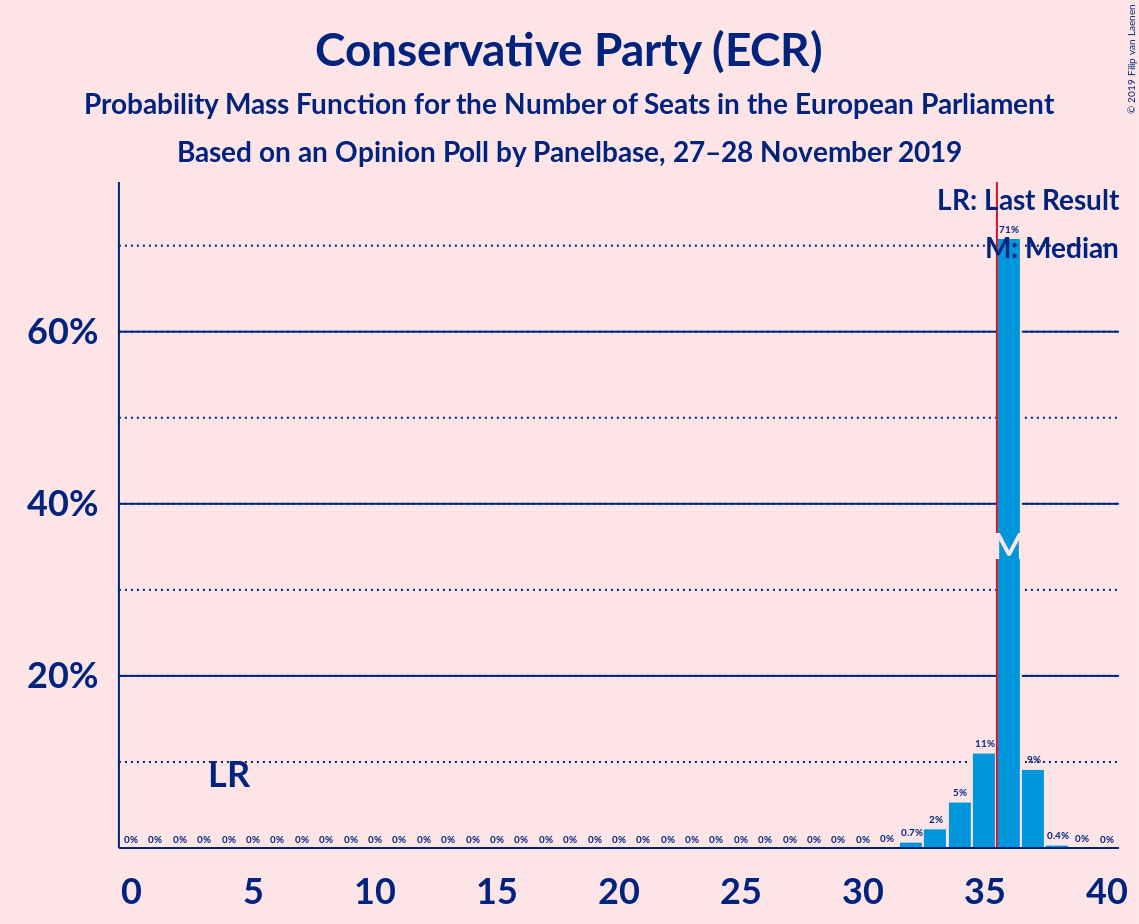 Conservative Party (ECR)
Probability Mass Function for the Number of Seats in the European Parliament
Based on an Opinion Poll by Panelbase, 27–28 November 2019
© 2019 Filip van Laenen
LR: Last Result
M: Median
71%
60%
40%
M
20%
LR
0% 0% 0% 0% 0% 0% 0% 0% 0% 0% 0% 0% 0% 0% 0% 0% 0% 0% 0% 0% 0% 0% 0% 0% 0% 0% 0% 0% 0% 0% 0% 0% 0.7% 2% 5% 11% 9% 0.4% 0% 0%
0 5 10 15 20 25 30 35 40